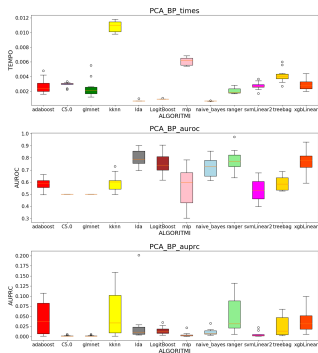 PCA_BP_times
0.012
0.010
0.008
0.006
0.004
0.002
TEMPO
adaboost C5.0 glmnet kknn lda LogitBoost mlp naive_bayes ranger svmLinear2 treebag xgbLinear
ALGORITMI
PCA_BP_auroc
1.0
0.9
0.8
0.7
0.6
0.5
0.4
0.3
AUROC
adaboost C5.0 glmnet kknn lda LogitBoost mlp naive_bayes ranger svmLinear2 treebag xgbLinear
ALGORITMI
PCA_BP_auprc
0.200
0.175
0.150
0.125
0.100
0.075
0.050
0.025
0.000
AUPRC
adaboost C5.0 glmnet kknn lda LogitBoost mlp naive_bayes ranger svmLinear2 treebag xgbLinear
ALGORITMI